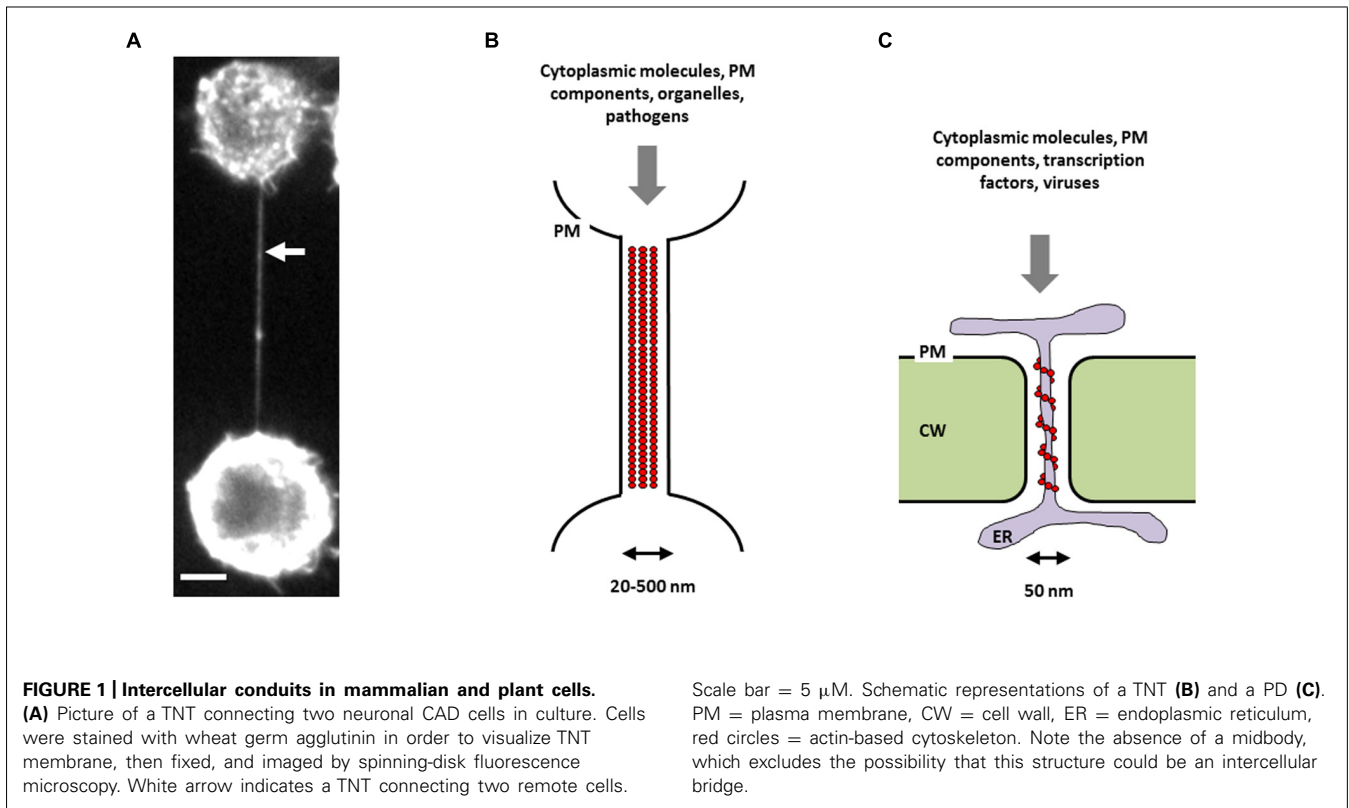 A
B
C
Cytoplasmic molecules, PM
components, organelles,
pathogens
PM
20-500 nm
Cytoplasmic molecules, PM
components, transcription
factors, viruses
PM
CW
ER
50 nm
FIGURE 1 | Intercellular conduits in mammalian and plant cells.
(A) Picture of a TNT connecting two neuronal CAD cells in culture. Cells
were stained with wheat germ agglutinin in order to visualize TNT
membrane, then fixed, and imaged by spinning-disk fluorescence
microscopy. White arrow indicates a TNT connecting two remote cells.
Scale bar = 5 μM. Schematic representations of a TNT (B) and a PD (C).
PM = plasma membrane, CW = cell wall, ER = endoplasmic reticulum,
red circles = actin-based cytoskeleton. Note the absence of a midbody,
which excludes the possibility that this structure could be an intercellular
bridge.